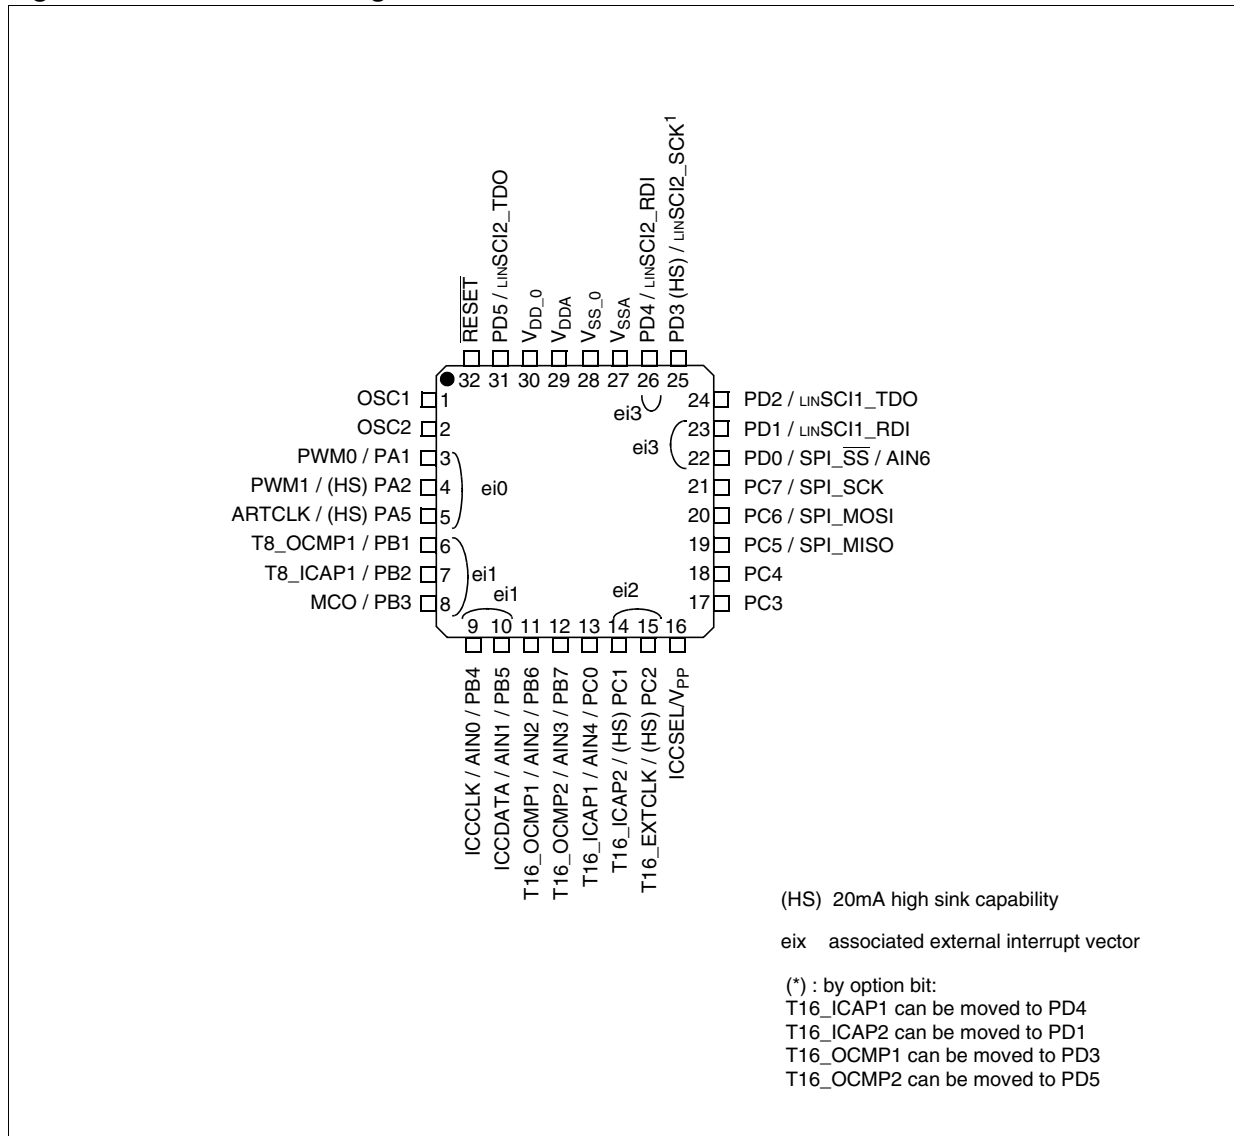 RESET
PD5 / LINSCI2_TDO
VDD_0
VDDA
VSS_0
VSSA
PD4 / LINSCI2_RDI
PD3 (HS) / LINSCI2_SCK1
32 31 30 29 28 27 26 25
ei3
OSC1 1
OSC2 2
PWM0 / PA1 3
PWM1 / (HS) PA2 4
ARTCLK / (HS) PA5 5
ei0
T8_OCMP1 / PB1 6
T8_ICAP1 / PB2 7
MCO / PB3 8
ei1
24 PD2 / LINSCI1_TDO
23 PD1 / LINSCI1_RDI
22 PD0 / SPI_SS / AIN6
ei3
21 PC7 / SPI_SCK
20 PC6 / SPI_MOSI
19 PC5 / SPI_MISO
18 PC4
17 PC3
ei1
ei2
9 10 11 12 13 14 15 16
ICCCLK / AIN0 / PB4
ICCDATA / AIN1 / PB5
T16_OCMP1 / AIN2 / PB6
T16_OCMP2 / AIN3 / PB7
T16_ICAP1 / AIN4 / PC0
T16_ICAP2 / (HS) PC1
T16_EXTCLK / (HS) PC2
ICCSEL/VPP
(HS) 20mA high sink capability
eix associated external interrupt vector
(*) : by option bit:
T16_ICAP1 can be moved to PD4
T16_ICAP2 can be moved to PD1
T16_OCMP1 can be moved to PD3
T16_OCMP2 can be moved to PD5